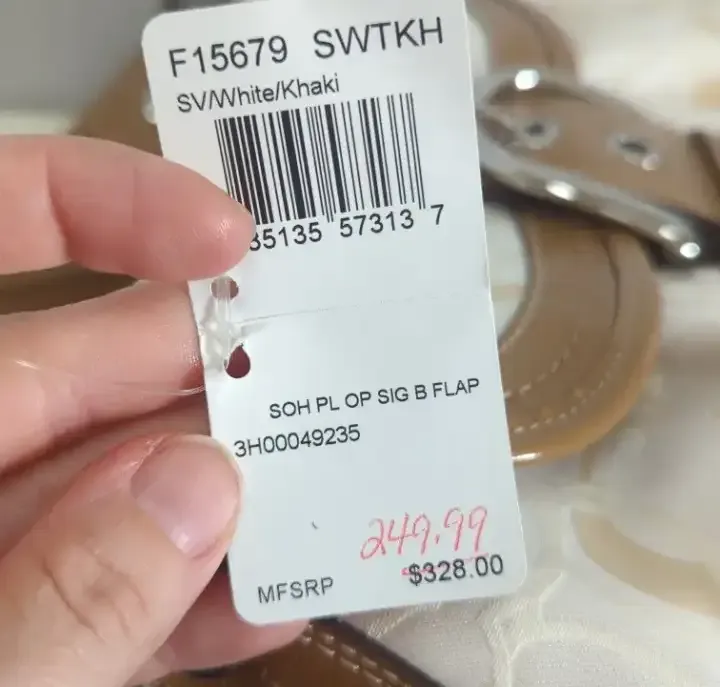 F15679 SWTKH
SV/White/Khaki
35135 57313 7
SOH PL OP SIG B FLAP
3H00049235
249.99
MFSRP $328.00